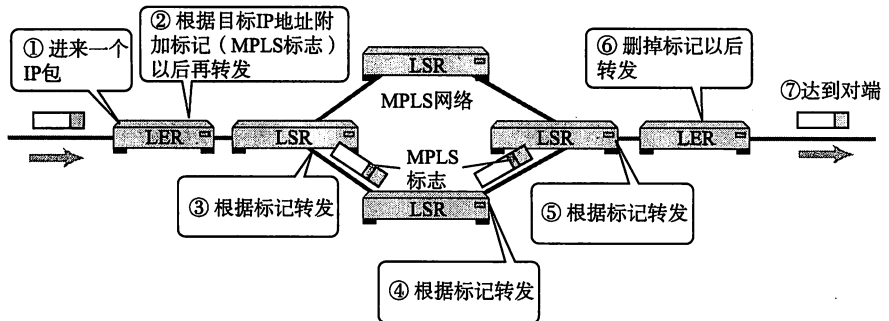 ① 进来一个
IP包
② 根据目标IP地址附
加标记（MPLS标志）
以后再转发
LSR
MPLS网络
⑥ 删掉标记以后
转发
⑦达到对端
LER
LSR
LSR
LER
MPLS
标志
③ 根据标记转发
LSR
⑤ 根据标记转发
④ 根据标记转发